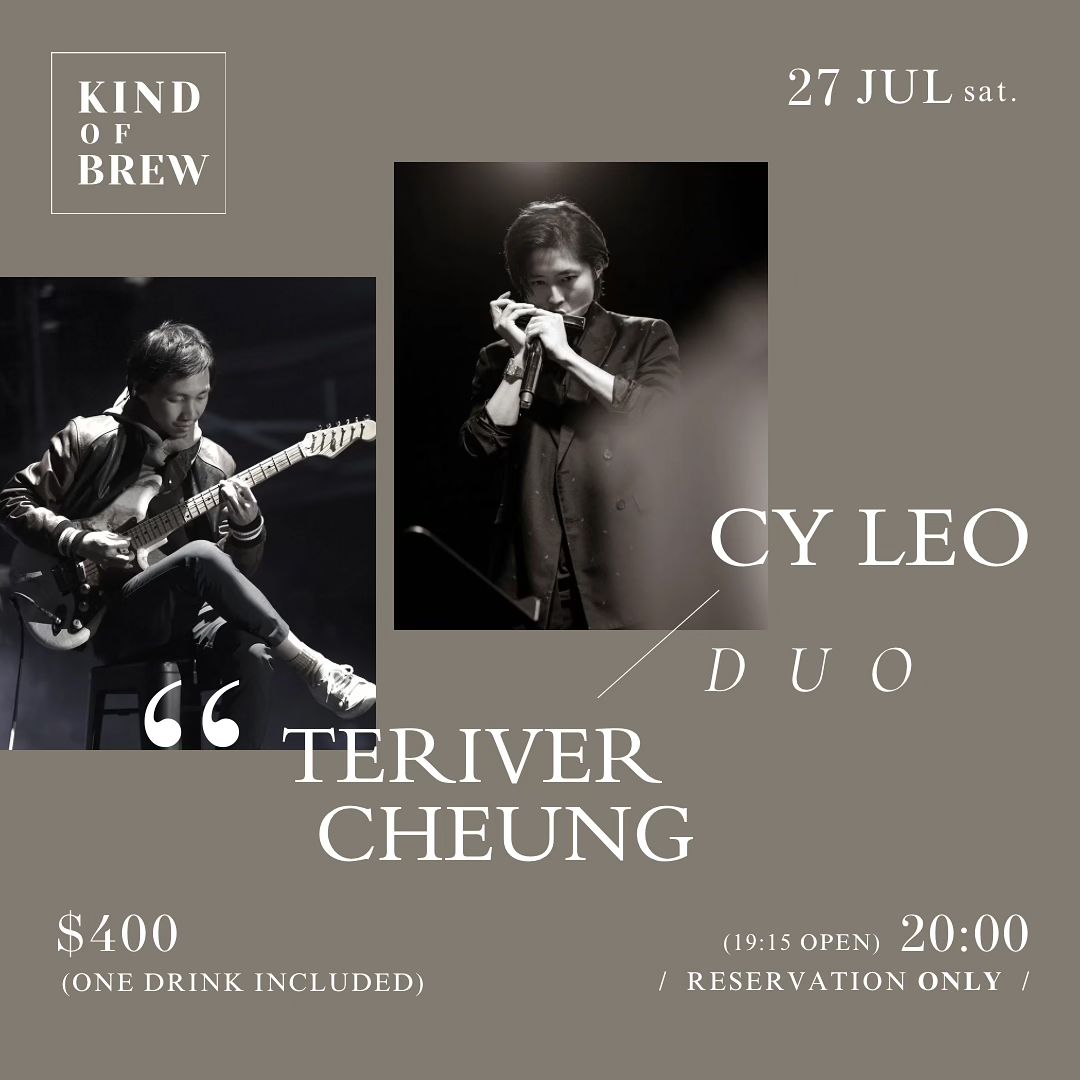 KIND
OF
BREW
27 JUL sat.
CY LEO
DUO
“ TERIVER
CHEUNG
$400
(ONE DRINK INCLUDED)
(19:15 OPEN) 20:00
/ RESERVATION ONLY /